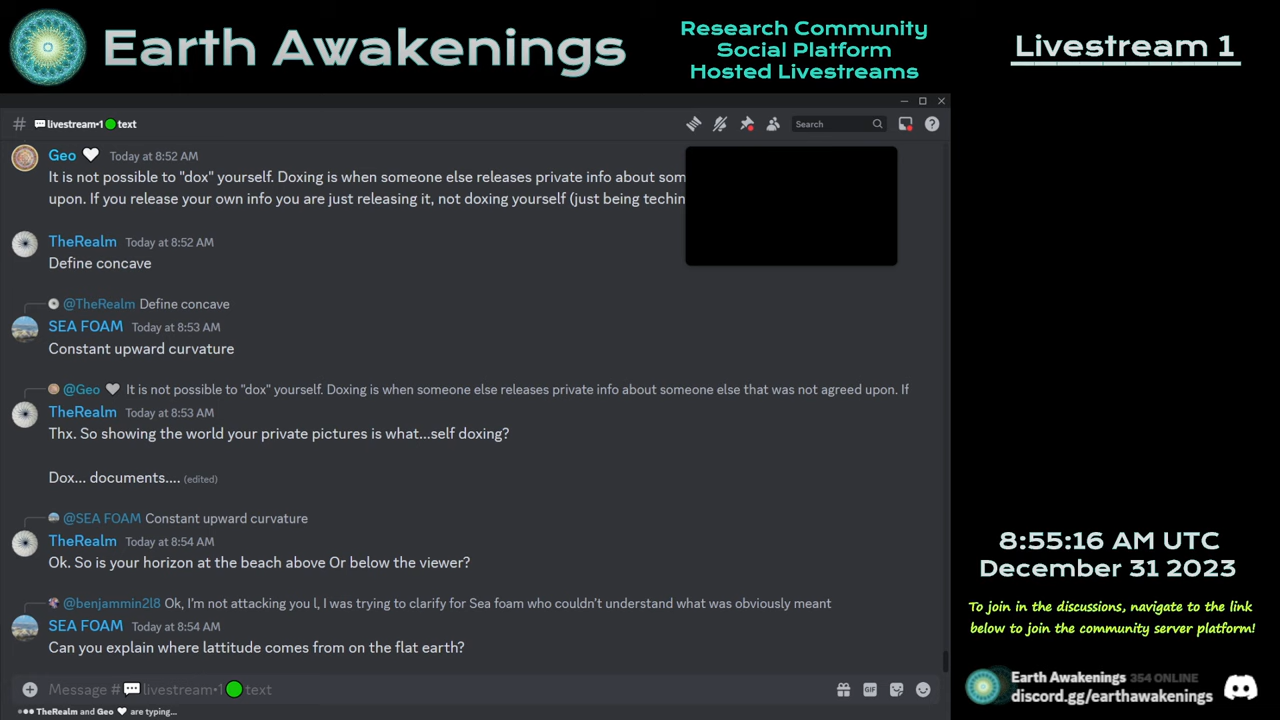 Earth Awakenings
Research Community
Social Platform
Hosted Livestreams
Livestream 1
# 💬livestream•1🟢text
Search
Geo 🤍 Today at 8:52 AM
It is not possible to "dox" yourself. Doxing is when someone else releases private info about som
upon. If you release your own info you are just releasing it, not doxing yourself (just being techin
TheRealm Today at 8:52 AM
Define concave
@TheRealm Define concave
SEA FOAM Today at 8:53 AM
Constant upward curvature
@Geo 🤍 It is not possible to "dox" yourself. Doxing is when someone else releases private info about someone else that was not agreed upon. If
TheRealm Today at 8:53 AM
Thx. So showing the world your private pictures is what...self doxing?
Dox... documents.... (edited)
@SEA FOAM Constant upward curvature
TheRealm Today at 8:54 AM
Ok. So is your horizon at the beach above Or below the viewer?
@benjammin2l8 Ok, I'm not attacking you l, I was trying to clarify for Sea foam who couldn't understand what was obviously meant
SEA FOAM Today at 8:54 AM
Can you explain where lattitude comes from on the flat earth?
Message #💬livestream•1🟢text
GIF
TheRealm and Geo 🤍 are typing...
8:55:16 AM UTC
December 31 2023
To join in the discussions, navigate to the link
below to join the community server platform!
Earth Awakenings 354 ONLINE
discord.gg/earthawakenings